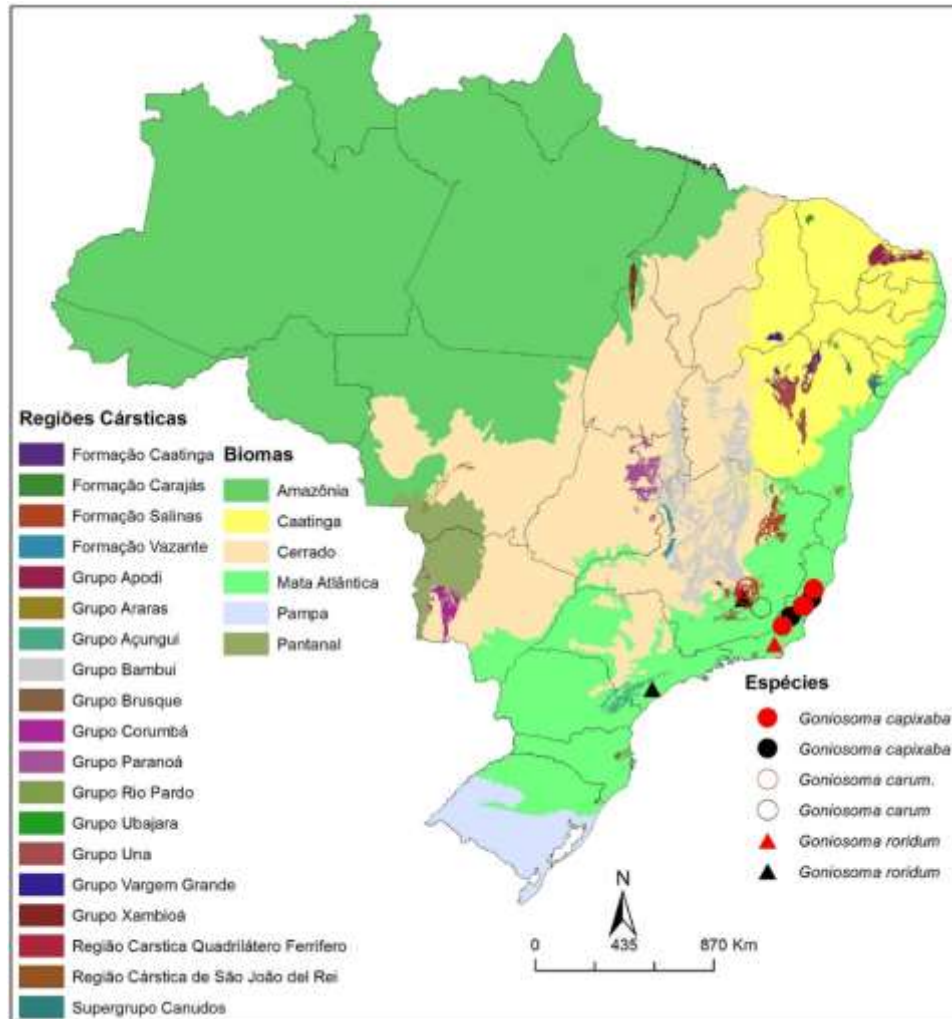 Regiões Cársticas
Formação Caatinga
Formação Carajás
Formação Salinas
Formação Vazante
Grupo Apodi
Grupo Araras
Grupo Açungui
Grupo Bambuí
Grupo Brusque
Grupo Corumbá
Grupo Paranoá
Grupo Rio Pardo
Grupo Ubajara
Grupo Una
Grupo Vargem Grande
Grupo Xambioá
Região Carstica Quadrilátero Ferrífero
Região Cárstica de São João del Rei
Supergrupo Canudos
Biomas
Amazônia
Caatinga
Cerrado
Mata Atlântica
Pampa
Pantanal
Espécies
Goniosoma capixaba
Goniosoma capixaba
Goniosoma carum.
Goniosoma carum
Goniosoma roridum
Goniosoma roridum
N
0 435 870 Km